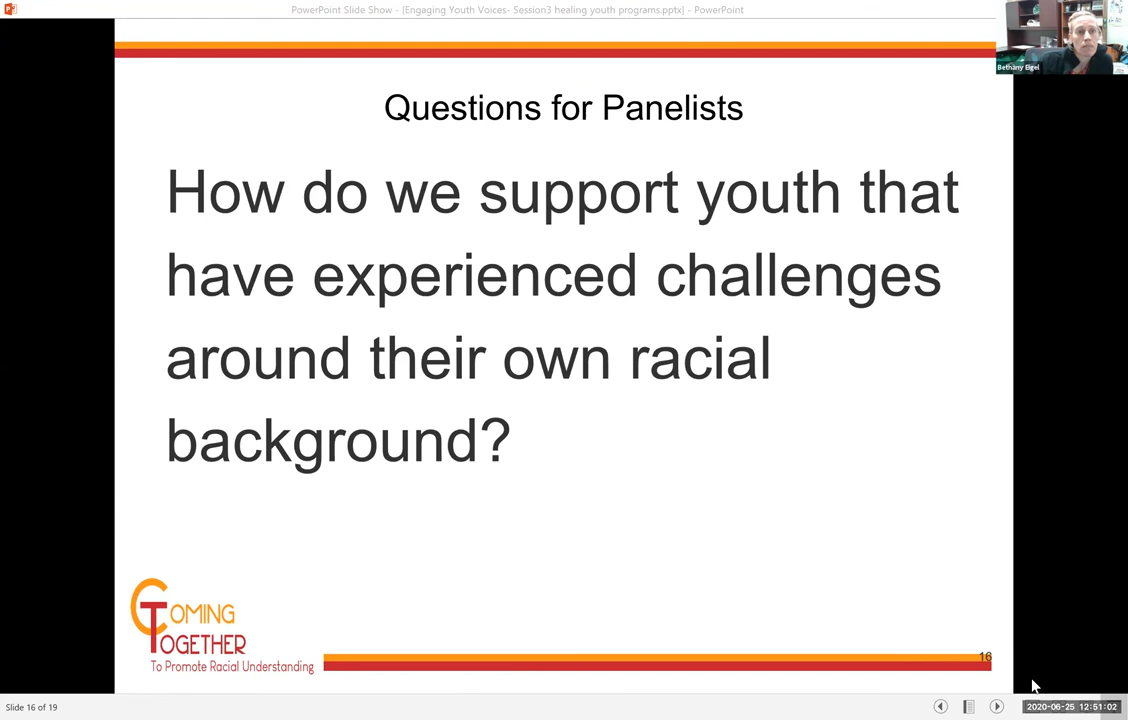 PowerPoint Slide Show - [Engaging Youth Voices- Session3 healing youth programs.pptx] - PowerPoint
Bethany Eigel
Questions for Panelists
How do we support youth that
have experienced challenges
around their own racial
background?
COMING
TOGETHER
To Promote Racial Understanding
16
Slide 16 of 19
2020-06-25 12:51:02